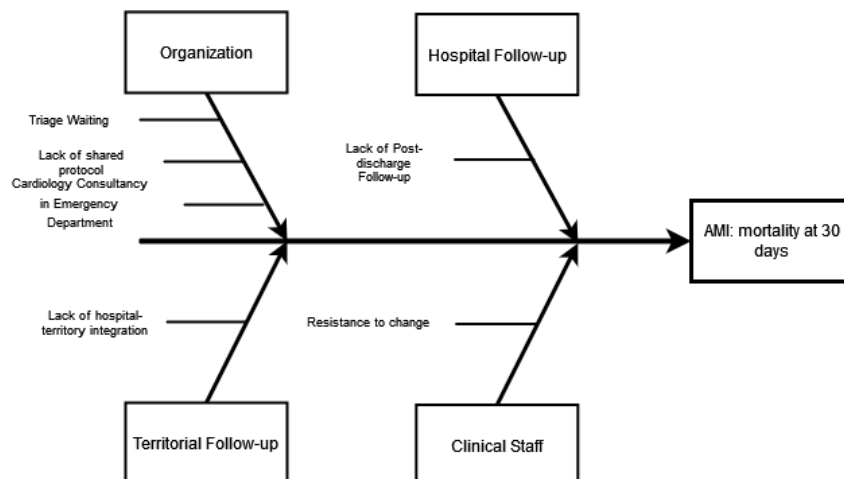 Organization
Hospital Follow-up
Triage Waiting
Lack of shared
protocol
Cardiology Consultancy
in Emergency
Department
Lack of Post-
discharge
Follow-up
AMI: mortality at 30
days
Lack of hospital-
territory integration
Resistance to change
Territorial Follow-up
Clinical Staff